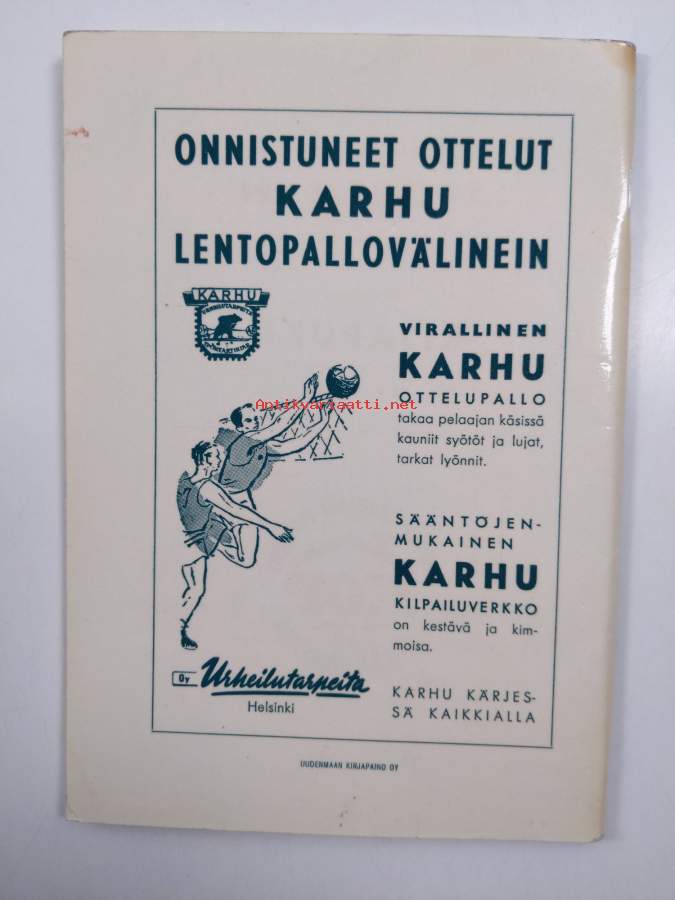 ONNISTUNEET OTTELUT
KARHU
LENTOPALLOVÄLINEIN
KARHU
VIRALLINEN
KARHU
OTTELUPALLO
takaa pelaajan käsissä
kauniit syötöt ja lujat,
tarkat lyönnit.
Antikvariaatti.net
SÄÄNTÖJEN-
MUKAINEN
KARHU
KILPAILUVERKKO
on kestävä ja kim-
moisa.
Oy Urheilutarpeita
Helsinki
KARHU KÄRJES-
SÄ KAIKKIALLA
UUDENMAAN KIRJAPAINO OY